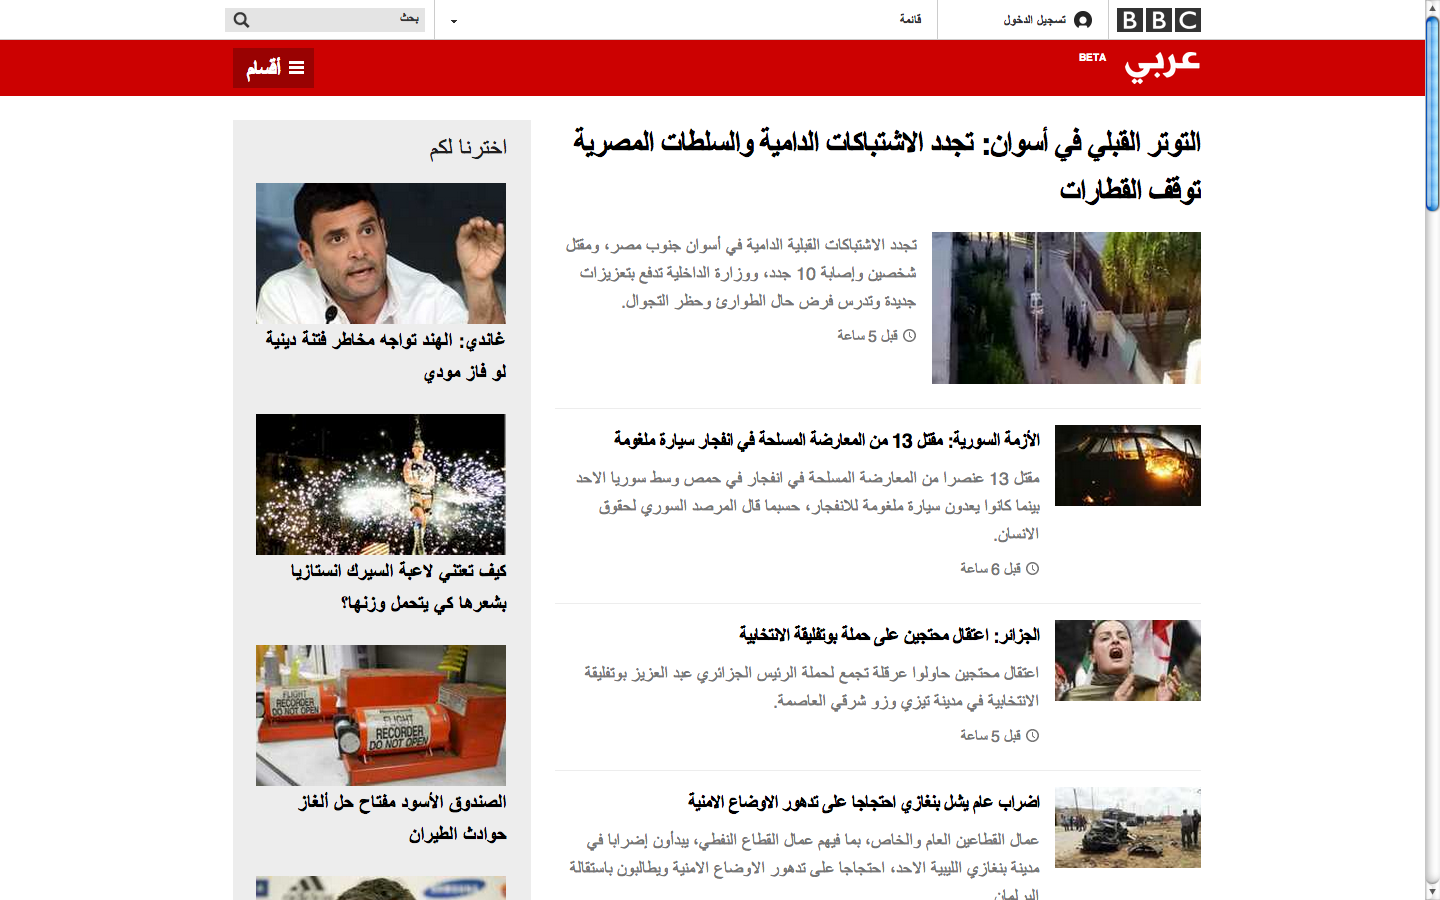 BBC
تسجيل الدخول
قائمة
بحث
عربي
BETA
أقسام
التوتر القبلي في أسوان: تجدد الاشتباكات الدامية والسلطات المصرية
توقف القطارات
تجدد الاشتباكات القبلية الدامية في أسوان جنوب مصر، ومقتل
شخصين وإصابة 10 جدد، ووزارة الداخلية تدفع بتعزيزات
جديدة وتدرس فرض حال الطوارئ وحظر التجوال.
قبل 5 ساعة
الأزمة السورية: مقتل 13 من المعارضة المسلحة في انفجار سيارة ملغومة
مقتل 13 عنصرا من المعارضة المسلحة في انفجار في حمص وسط سوريا الاحد
بينما كانوا يعدون سيارة ملغومة للانفجار، حسبما قال المرصد السوري لحقوق
الانسان.
قبل 6 ساعة
الجزائر: اعتقال محتجين على حملة بوتفليقة الانتخابية
اعتقال محتجين حاولوا عرقلة تجمع لحملة الرئيس الجزائري عبد العزيز بوتفليقة
الانتخابية في مدينة تيزي وزو شرقي العاصمة.
قبل 5 ساعة
اضراب عام يشل بنغازي احتجاجا على تدهور الاوضاع الامنية
عمال القطاعين العام والخاص، بما فيهم عمال القطاع النفطي، يبدأون إضرابا في
مدينة بنغازي الليبية الاحد، احتجاجا على تدهور الاوضاع الامنية ويطالبون باستقالة
البرلمان
اخترنا لكم
غاندي: الهند تواجه مخاطر فتنة دينية
لو فاز مودي
كيف تعتني لاعبة السيرك انستازيا
بشعرها كي يتحمل وزنها؟
FLIGHT
RECORDER
DO NOT OPEN
FLIGHT
RECORDER
DO NOT OPEN
الصندوق الأسود مفتاح حل ألغاز
حوادث الطيران
SAMSUNG